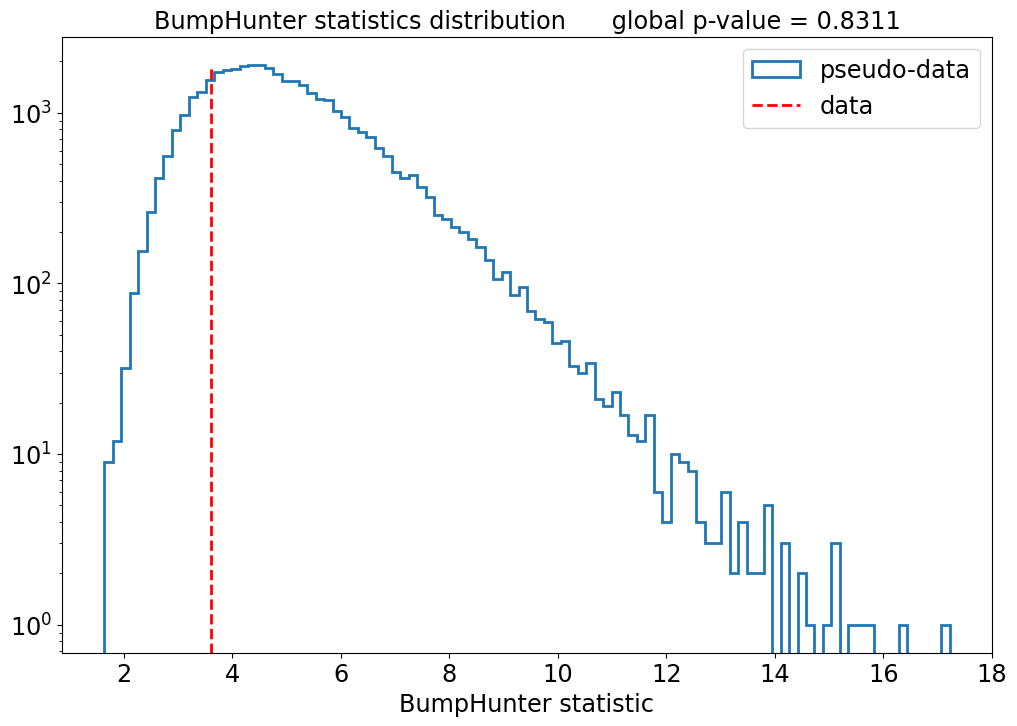 BumpHunter statistics distribution      global p-value = 0.8311
pseudo-data
data
10³
10²
10¹
10⁰
2 4 6 8 10 12 14 16 18
BumpHunter statistic